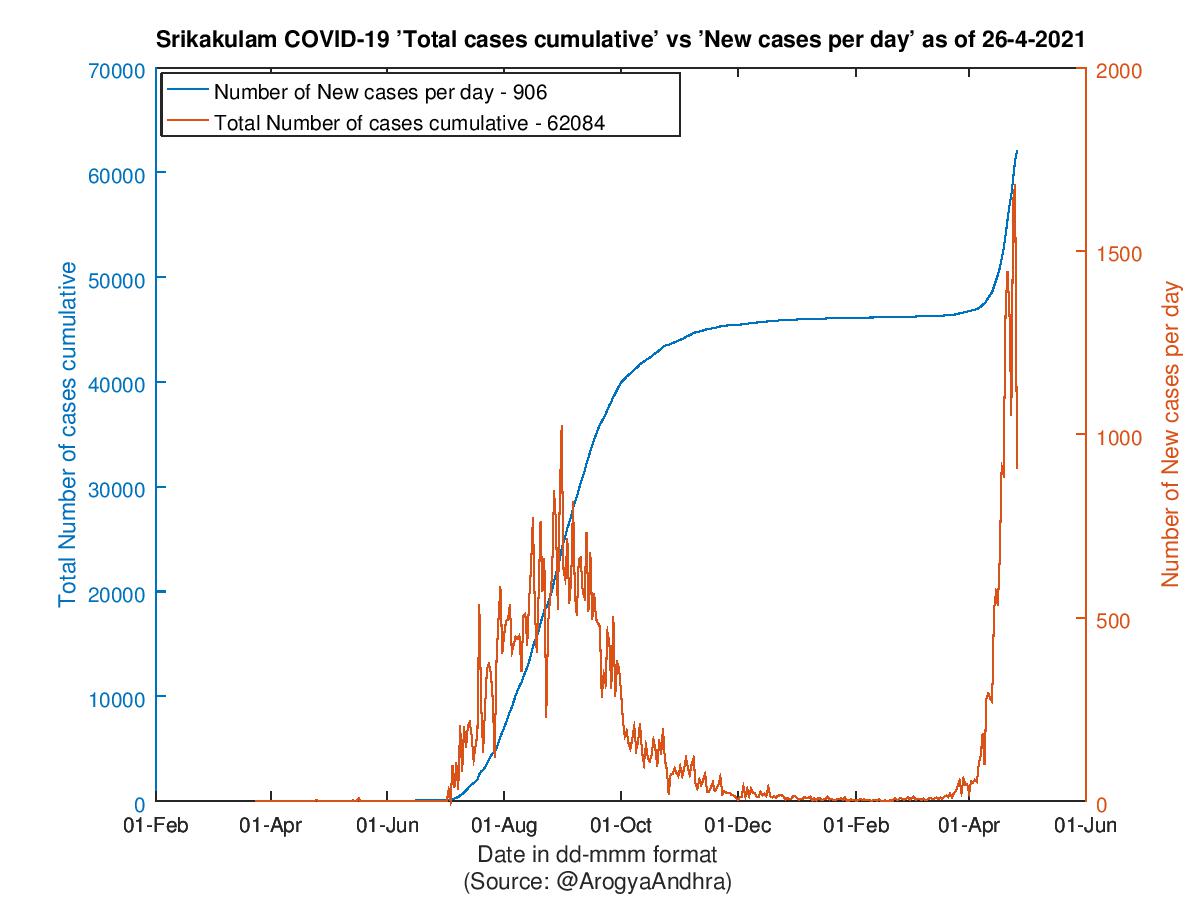 Srikakulam COVID-19 ’Total cases cumulative’ vs ’New cases per day’ as of 26-4-2021
Number of New cases per day - 906
Total Number of cases cumulative - 62084
Total Number of cases cumulative
70000
60000
50000
40000
30000
20000
10000
0
2000
1500
1000
500
0
Number of New cases per day
01-Feb 01-Apr 01-Jun 01-Aug 01-Oct 01-Dec 01-Feb 01-Apr 01-Jun
Date in dd-mmm format
(Source: @ArogyaAndhra)